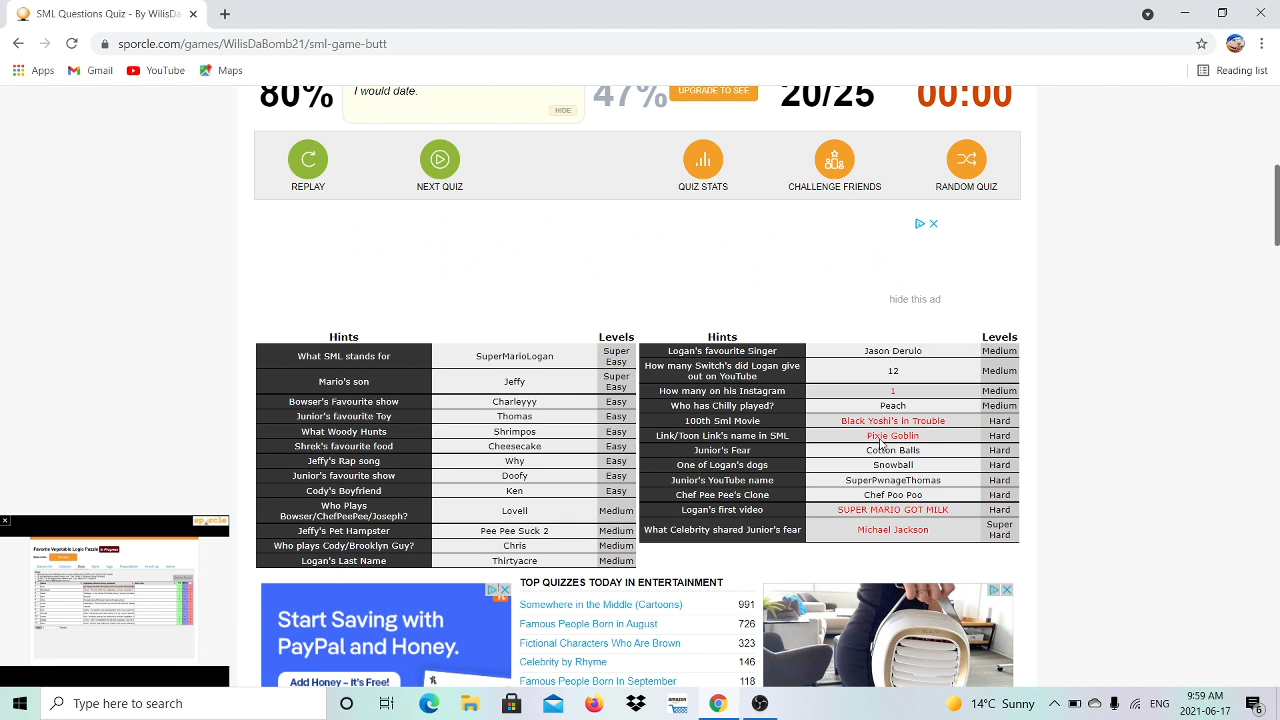 SML Questions Quiz - By WilisDa
sporcle.com/games/WilisDaBomb21/sml-game-butt
Apps
Gmail
YouTube
Maps
Reading list
80%
I would date.
HIDE
47%
UPGRADE TO SEE
20/25
00:00
REPLAY
NEXT QUIZ
QUIZ STATS
CHALLENGE FRIENDS
RANDOM QUIZ
hide this ad
Hints Levels
What SML stands for SuperMarioLogan Super Easy
Mario's son Jeffy Super Easy
Bowser's Favourite show Charleyyy Easy
Junior's favourite Toy Thomas Easy
What Woody Hunts Shrimpos Easy
Shrek's favourite food Cheesecake Easy
Jeffy's Rap song Why Easy
Junior's favourite show Doofy Easy
Cody's Boyfriend Ken Easy
Who Plays Bowser/ChefPeePee/Joseph? Lovell Medium
Jeffy's Pet Hampster Pee Pee Suck 2 Medium
Who plays Cody/Brooklyn Guy? Chris Medium
Logan's Last Name Thirtyacre Medium
Hints Levels
Logan's favourite Singer Jason Derulo Medium
How many Switch's did Logan give out on YouTube 12 Medium
How many on his Instagram 1 Medium
Who has Chilly played? Peach Medium
100th Sml Movie Black Yoshi's in Trouble Hard
Link/Toon Link's name in SML Pixie Goblin Hard
Junior's Fear Cotton Balls Hard
One of Logan's dogs Snowball Hard
Junior's YouTube name SuperPwnageThomas Hard
Chef Pee Pee's Clone Chef Poo Poo Hard
Logan's first video SUPER MARIO GOT MILK Hard
What Celebrity shared Junior's fear Michael Jackson Super Hard
sporcle
Favorite Vegetable Logic Puzzle In Progress
TOP QUIZZES TODAY IN ENTERTAINMENT
Somewhere in the Middle (Cartoons) 951
Famous People Born in August 726
Fictional Characters Who Are Brown 323
Celebrity by Rhyme 146
Famous People Born In September 118
Start Saving with
PayPal and Honey.
Add Honey – It's Free!
Type here to search
14°C Sunny
ENG
9:59 AM
2021-06-17
6